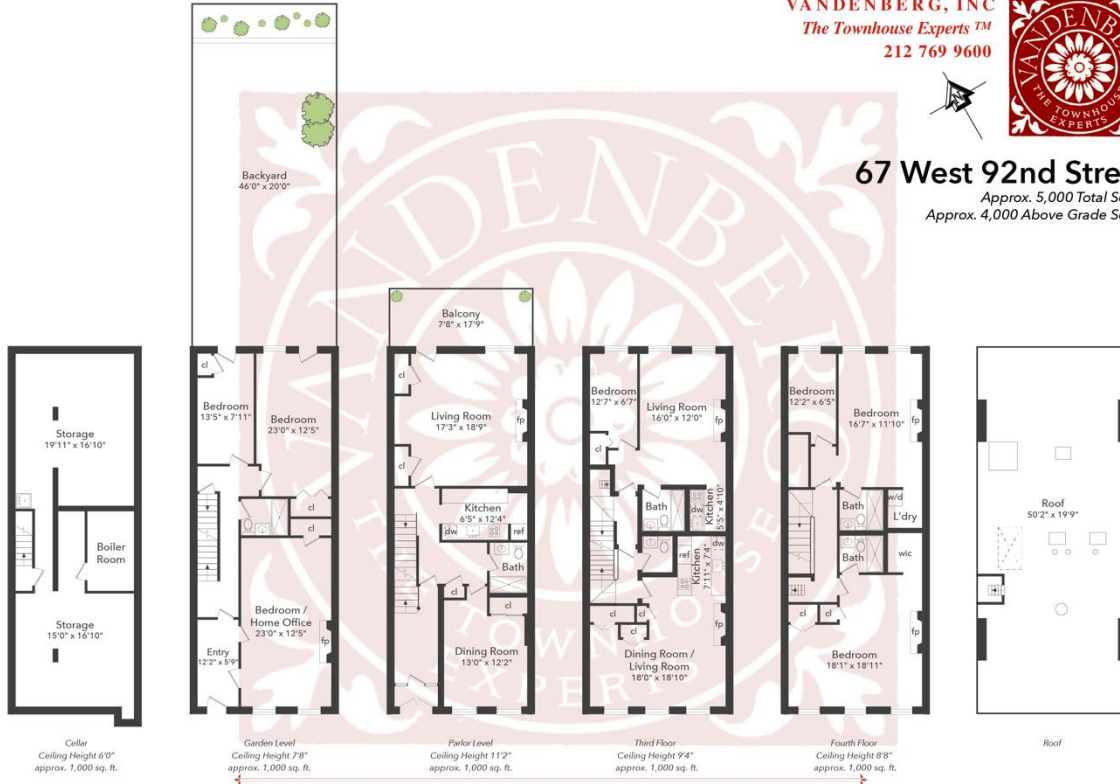 VANDENBERG, INC
The Townhouse Experts ™
212 769 9600
VANDENBE
THE TOWNHOUSE
EXPERTS
67 West 92nd Stre
Approx. 5,000 Total S
Approx. 4,000 Above Grade S
VANDENBERG
THE TOWNHOUSE
EXPERTS
Storage
19'11" x 16'10"
Boiler
Room
Storage
15'0" x 16'10"
Cellar
Ceiling Height 6'0"
approx. 1,000 sq. ft.
Backyard
46'0" x 20'0"
cl
Bedroom
13'5" x 7'11"
Bedroom
23'0" x 12'5"
cl
cl
Bedroom /
Home Office
23'0" x 12'5"
fp
Entry
12'2" x 5'9"
Garden Level
Ceiling Height 7'8"
approx. 1,000 sq. ft.
Balcony
7'8" x 17'9"
cl
Living Room
17'3" x 18'9"
fp
cl
Kitchen
6'5" x 12'4"
dw
ref
Bath
cl
cl
Dining Room
13'0" x 12'2"
Parlor Level
Ceiling Height 11'2"
approx. 1,000 sq. ft.
Bedroom
12'7" x 6'7"
Living Room
16'0" x 12'0"
fp
cl
Bath
dw
Kitchen
5'5" x 4'10"
ref
Kitchen
7'11" x 7'4"
dw
cl
cl
cl
fp
Dining Room /
Living Room
18'0" x 18'10"
Third Floor
Ceiling Height 9'4"
approx. 1,000 sq. ft.
Bedroom
12'2" x 6'5"
Bedroom
16'7" x 11'10"
fp
w/d
L'dry
Bath
Bath
wic
cl
cl
fp
Bedroom
18'1" x 18'11"
Fourth Floor
Ceiling Height 8'8"
approx. 1,000 sq. ft.
Roof
50'2" x 19'9"
Roof